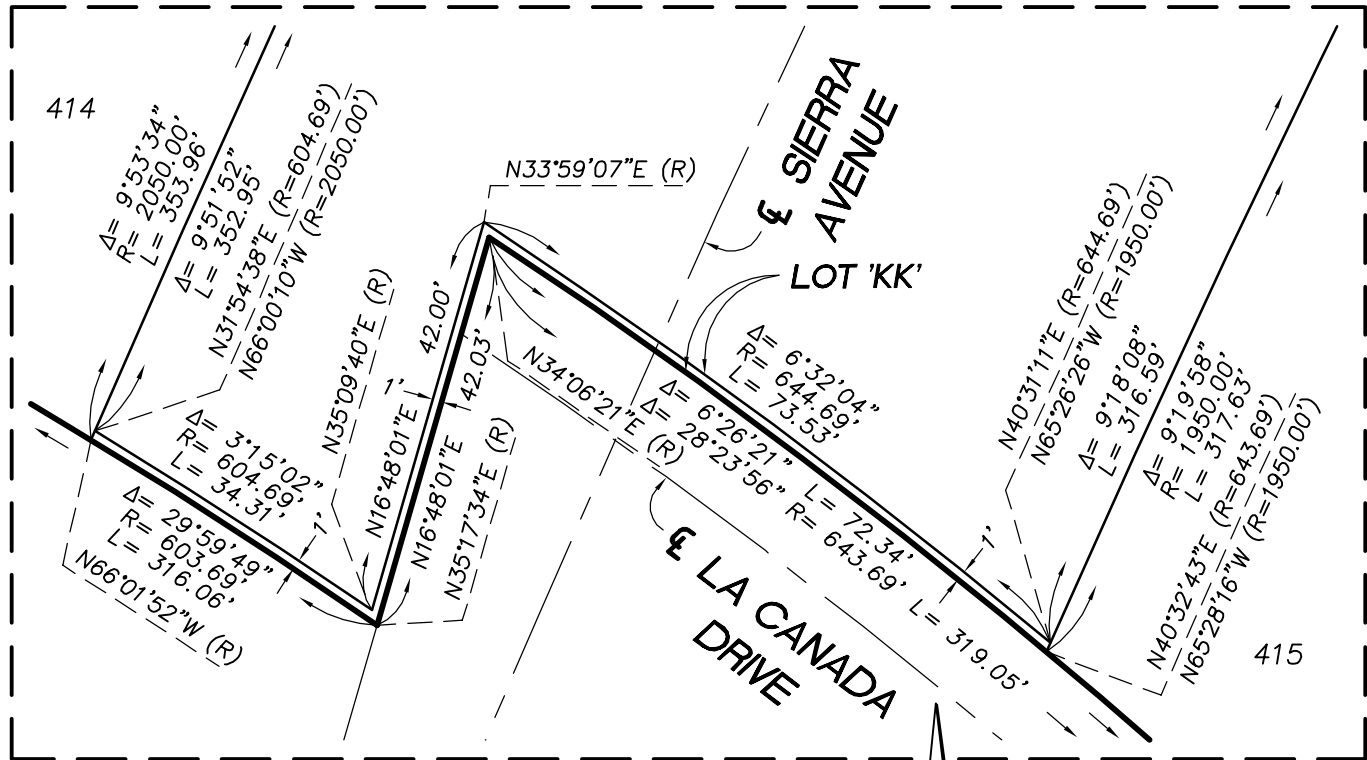 414
Δ= 9°53'34"
R= 2050.00'
L= 353.96'
Δ= 9°51'52"
L= 352.95'
N31°54'38"E (R=604.69')
N66°00'10"W (R=2050.00')
N33°59'07"E (R)
℄ SIERRA
AVENUE
LOT 'KK'
N35°09'40"E (R)
42.00'
1'
42.03'
N16°48'01"E
N16°48'01"E
N35°17'34"E (R)
N34°06'21"E (R)
Δ= 6°32'04"
R= 644.69'
L= 73.53'
Δ= 6°26'21" L= 72.34'
Δ= 28°23'56" R= 643.69' L= 319.05'
1'
Δ= 3°15'02"
R= 604.69'
L= 34.31'
1'
Δ= 29°59'49"
R= 603.69'
L= 316.06'
N66°01'52"W (R)
℄ LA CANADA
DRIVE
N40°31'11"E (R=644.69')
N65°26'26"W (R=1950.00')
Δ= 9°18'08"
L= 316.59'
Δ= 9°19'58"
R= 1950.00'
L= 317.63'
N40°32'43"E (R=643.69')
N65°28'16"W (R=1950.00')
415